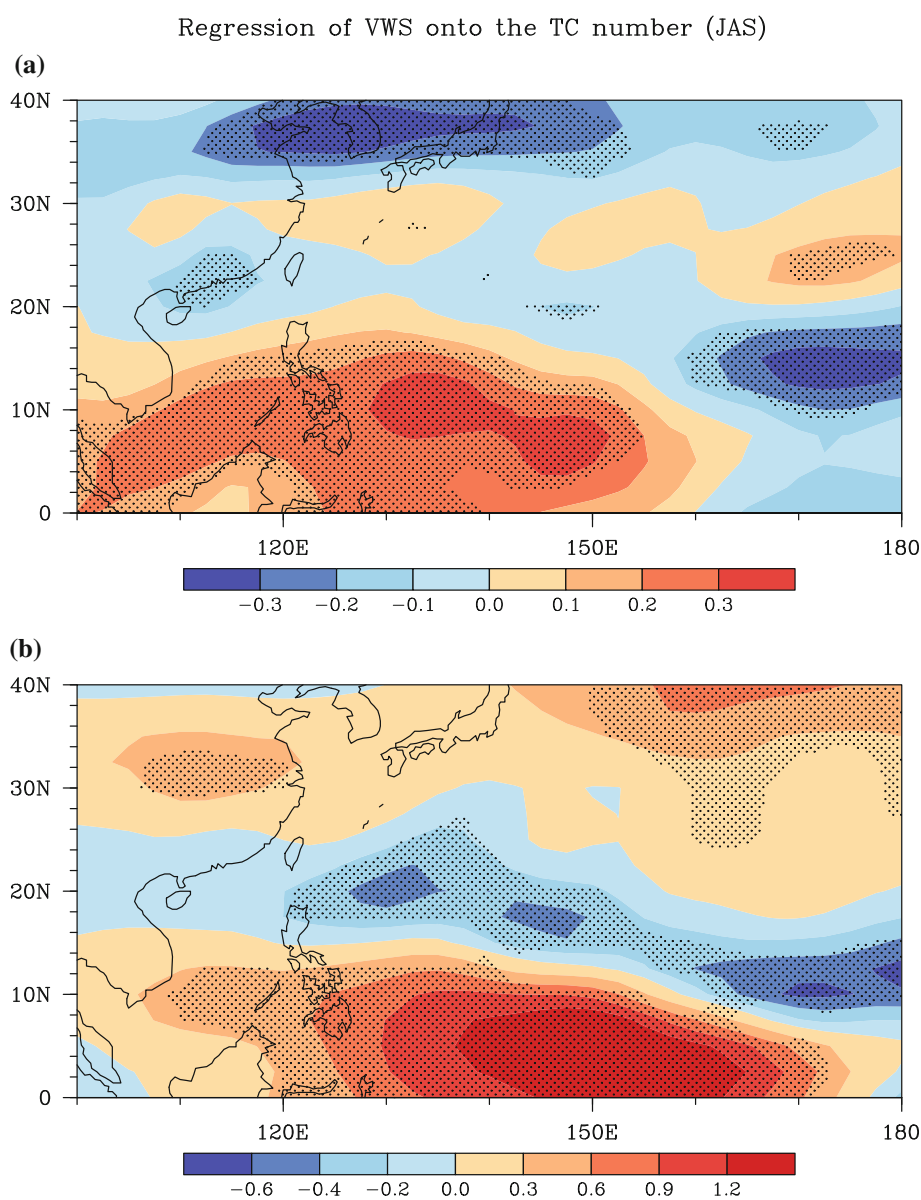 Regression of VWS onto the TC number (JAS)
(a)
40N
30N
20N
10N
0
120E 150E 180
−0.3 −0.2 −0.1 0.0 0.1 0.2 0.3
(b)
40N
30N
20N
10N
0
120E 150E 180
−0.6 −0.4 −0.2 0.0 0.3 0.6 0.9 1.2